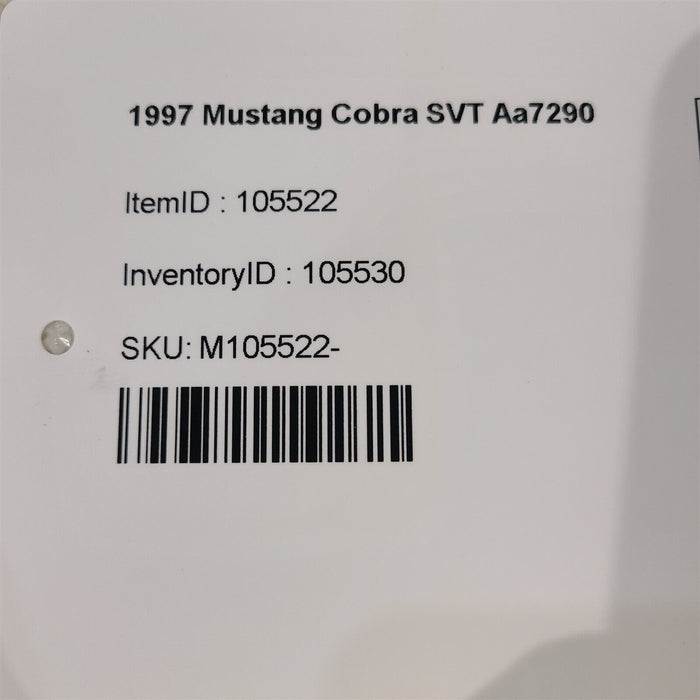 1997 Mustang Cobra SVT Aa7290
ItemID : 105522
InventoryID : 105530
SKU: M105522-